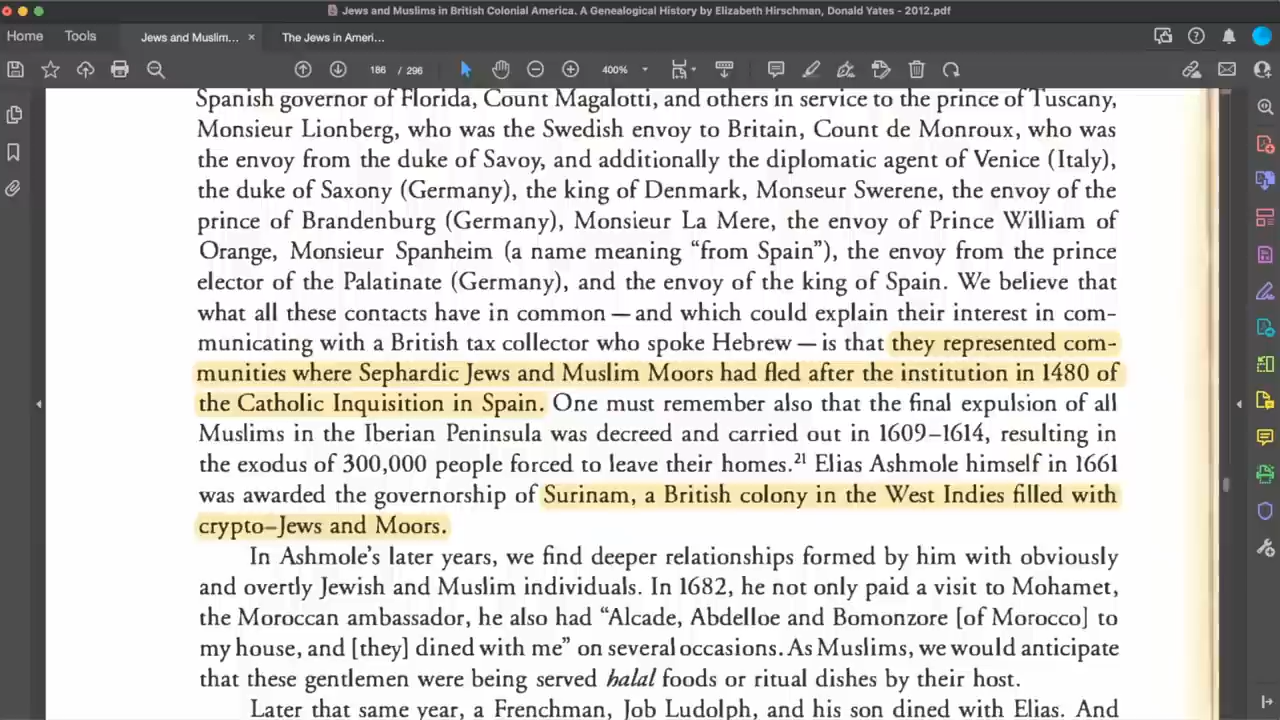 Jews and Muslims in British Colonial America. A Genealogical History by Elizabeth Hirschman, Donald Yates - 2012.pdf
Home Tools Jews and Muslim... × The Jews in Ameri...
186 / 296 400%
Spanish governor of Florida, Count Magalotti, and others in service to the prince of Tuscany,
Monsieur Lionberg, who was the Swedish envoy to Britain, Count de Monroux, who was
the envoy from the duke of Savoy, and additionally the diplomatic agent of Venice (Italy),
the duke of Saxony (Germany), the king of Denmark, Monseur Swerene, the envoy of the
prince of Brandenburg (Germany), Monsieur La Mere, the envoy of Prince William of
Orange, Monsieur Spanheim (a name meaning “from Spain”), the envoy from the prince
elector of the Palatinate (Germany), and the envoy of the king of Spain. We believe that
what all these contacts have in common — and which could explain their interest in com-
municating with a British tax collector who spoke Hebrew — is that they represented com-
munities where Sephardic Jews and Muslim Moors had fled after the institution in 1480 of
the Catholic Inquisition in Spain. One must remember also that the final expulsion of all
Muslims in the Iberian Peninsula was decreed and carried out in 1609–1614, resulting in
the exodus of 300,000 people forced to leave their homes.21 Elias Ashmole himself in 1661
was awarded the governorship of Surinam, a British colony in the West Indies filled with
crypto–Jews and Moors.
In Ashmole’s later years, we find deeper relationships formed by him with obviously
and overtly Jewish and Muslim individuals. In 1682, he not only paid a visit to Mohamet,
the Moroccan ambassador, he also had “Alcade, Abdelloe and Bomonzore [of Morocco] to
my house, and [they] dined with me” on several occasions. As Muslims, we would anticipate
that these gentlemen were being served halal foods or ritual dishes by their host.
Later that same year, a Frenchman, Job Ludolph, and his son dined with Elias. And